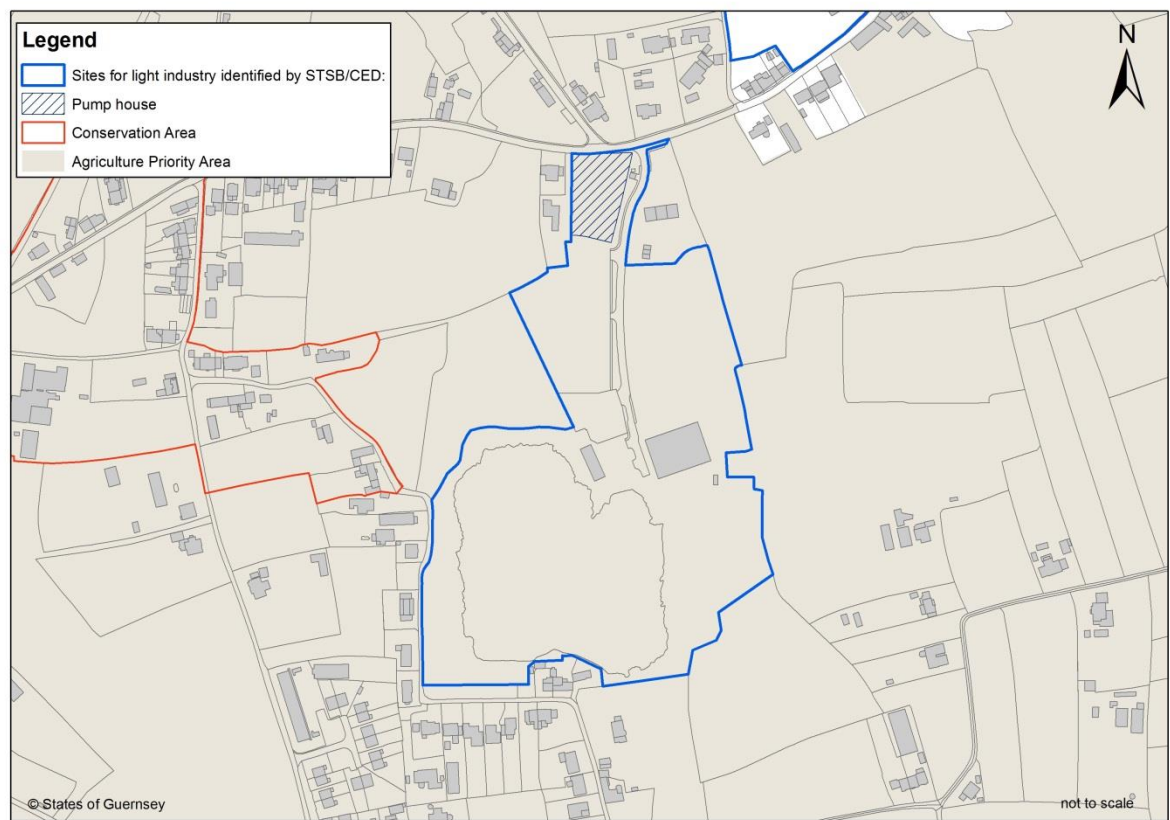 Legend
Sites for light industry identified by STSB/CED:
Pump house
Conservation Area
Agriculture Priority Area
N
© States of Guernsey
not to scale